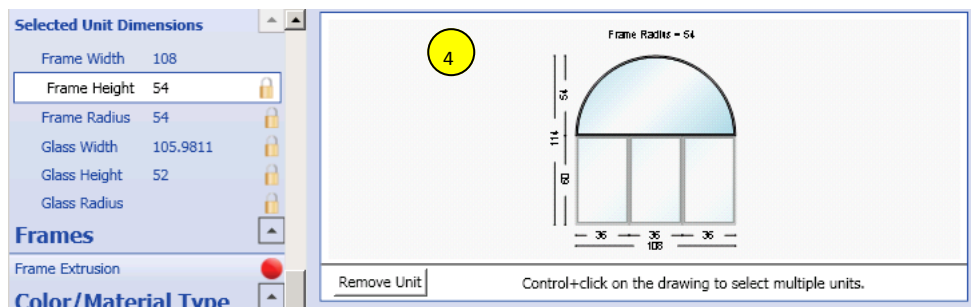 Selected Unit Dimensions
Frame Width 108
Frame Height 54
Frame Radius 54
Glass Width 105.9811
Glass Height 52
Glass Radius
Frames
Frame Extrusion
Color/Material Type
4
Frame Radius = 54
54
114
60
36 36 36
108
Remove Unit
Control+click on the drawing to select multiple units.